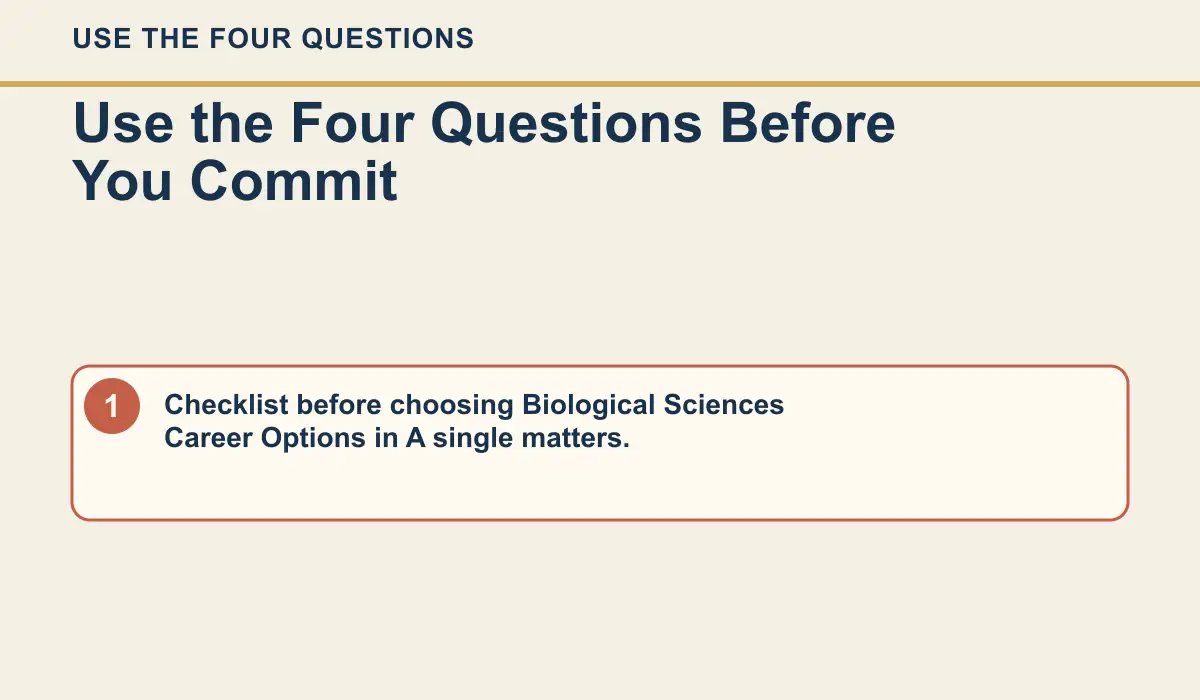 USE THE FOUR QUESTIONS
Use the Four Questions Before
You Commit
1
Checklist before choosing Biological Sciences
Career Options in A single matters.